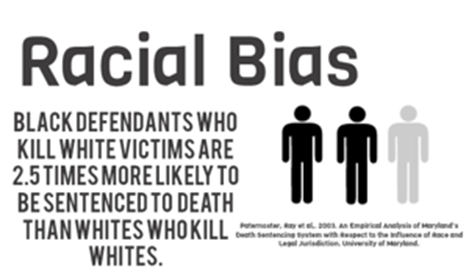 Racial Bias
BLACK DEFENDANTS WHO
KILL WHITE VICTIMS ARE
2.5 TIMES MORE LIKELY TO
BE SENTENCED TO DEATH
THAN WHITES WHO KILL
WHITES.
Paternoster, Ray et al,. 2003. An Empirical Analysis of Maryland's
Death Sentencing System with Respect to the Influence of Race and
Legal Jurisdiction. University of Maryland.